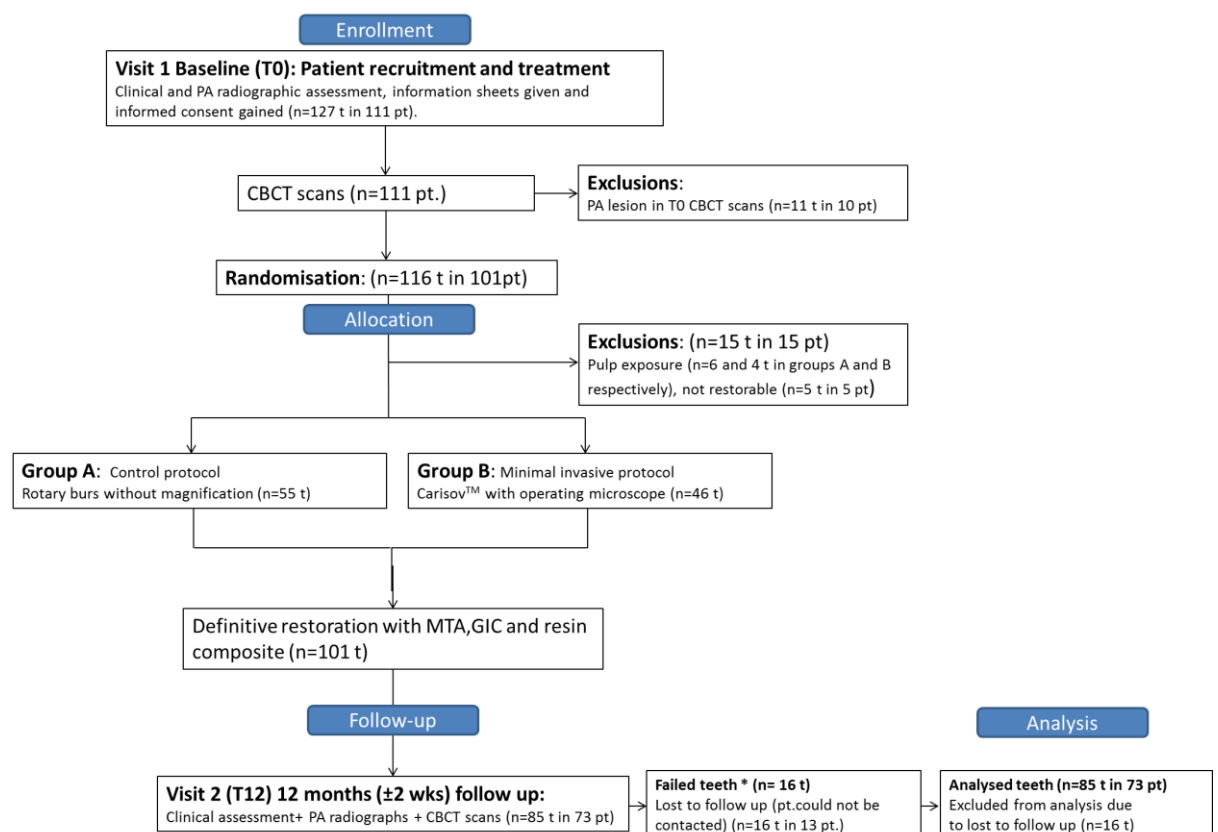 Enrollment
Visit 1 Baseline (T0): Patient recruitment and treatment
Clinical and PA radiographic assessment, information sheets given and
informed consent gained (n=127 t in 111 pt).
CBCT scans (n=111 pt.)
Exclusions:
PA lesion in T0 CBCT scans (n=11 t in 10 pt)
Randomisation: (n=116 t in 101pt)
Allocation
Exclusions: (n=15 t in 15 pt)
Pulp exposure (n=6 and 4 t in groups A and B
respectively), not restorable (n=5 t in 5 pt)
Group A: Control protocol
Rotary burs without magnification (n=55 t)
Group B: Minimal invasive protocol
Carisov™ with operating microscope (n=46 t)
Definitive restoration with MTA,GIC and resin
composite (n=101 t)
Follow-up
Analysis
Visit 2 (T12) 12 months (±2 wks) follow up:
Clinical assessment+ PA radiographs + CBCT scans (n=85 t in 73 pt)
Failed teeth * (n= 16 t)
Lost to follow up (pt.could not be
contacted) (n=16 t in 13 pt.)
Analysed teeth (n=85 t in 73 pt)
Excluded from analysis due
to lost to follow up (n=16 t)